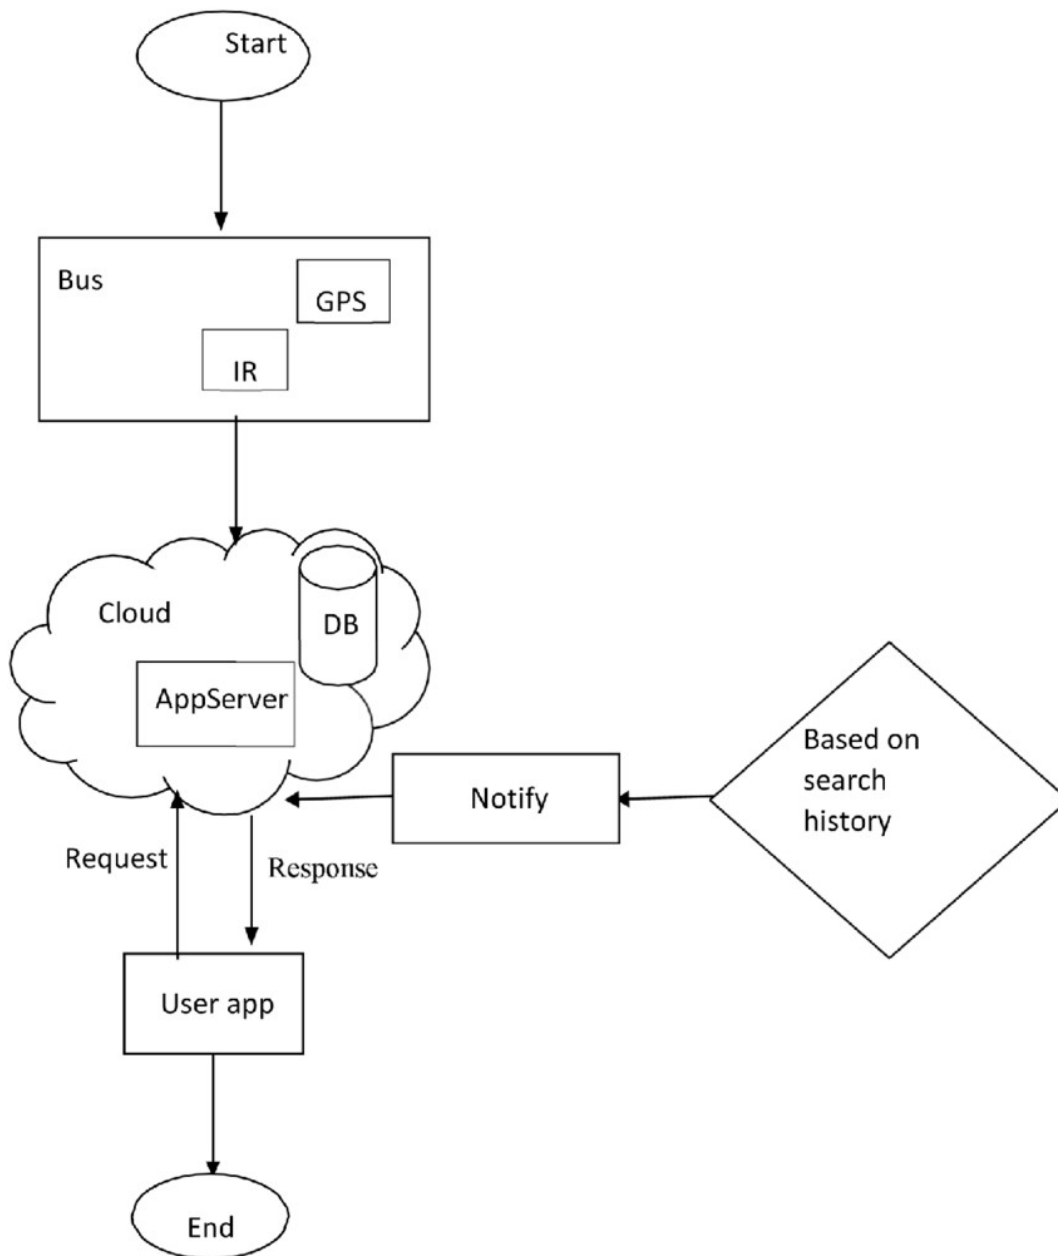 Start
Bus
GPS
IR
Cloud
DB
AppServer
Based on
search
history
Notify
Request
Response
User app
End